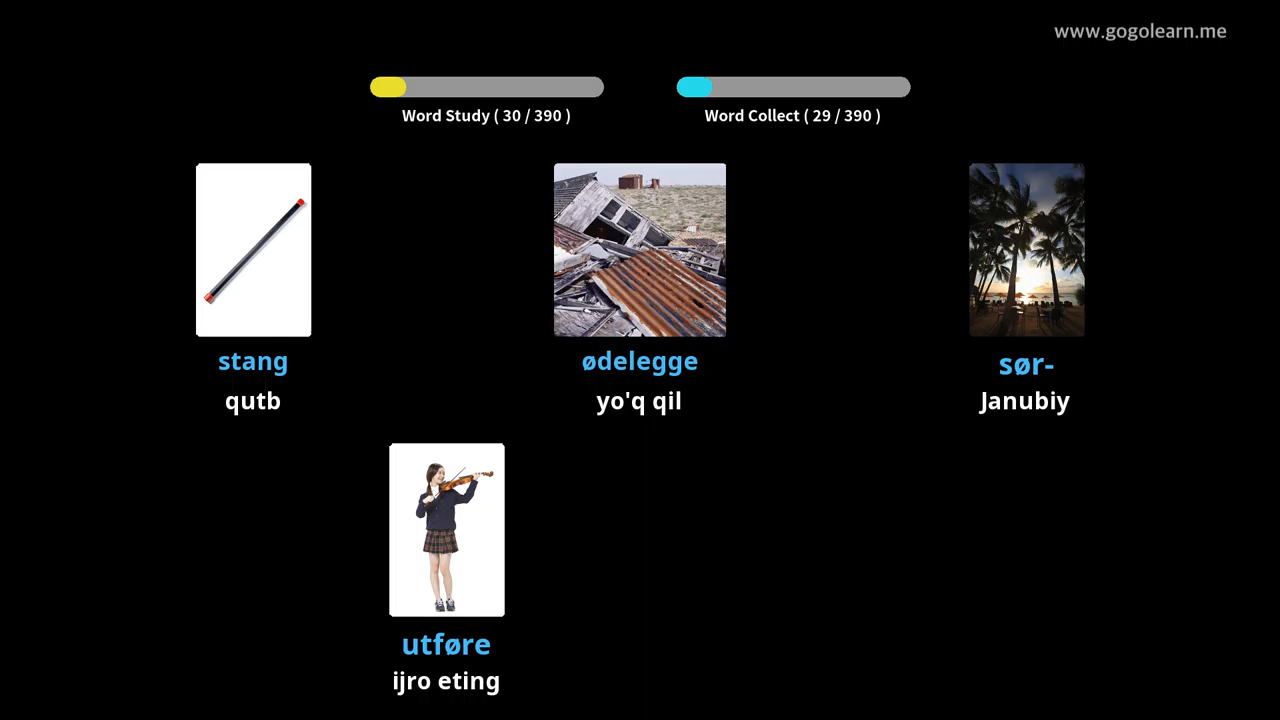 www.gogolearn.me
Word Study ( 30 / 390 )
Word Collect ( 29 / 390 )
stang
qutb
ødelegge
yo'q qil
sør-
Janubiy
utføre
ijro eting